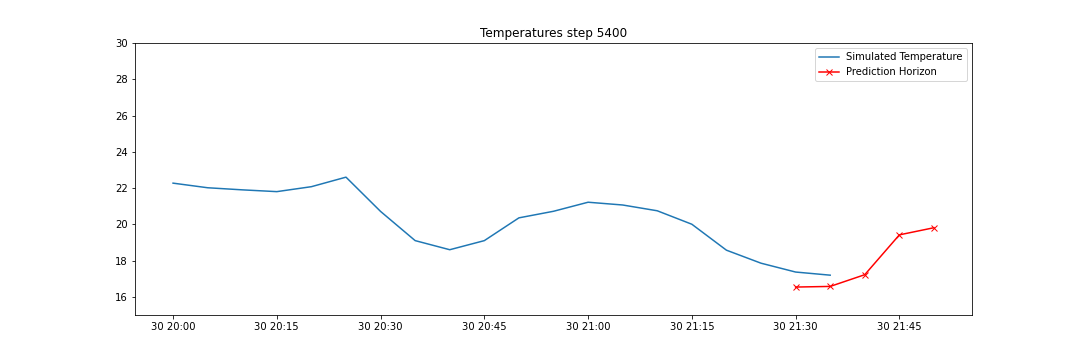 Temperatures step 5400
Simulated Temperature
Prediction Horizon
30
28
26
24
22
20
18
16
30 20:00 30 20:15 30 20:30 30 20:45 30 21:00 30 21:15 30 21:30 30 21:45